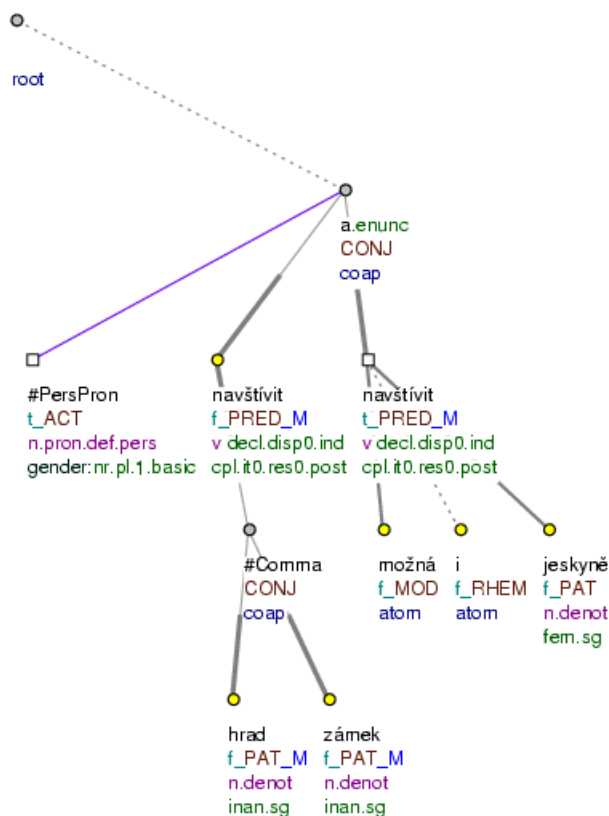 root
a.enunc
CONJ
coap
#PersPron
t_ACT
n.pron.def.pers
gender:nr.pl.1.basic
navštívit
f_PRED_M
v decl.disp0.ind
cpl.it0.res0.post
navštívit
t_PRED_M
v decl.disp0.ind
cpl.it0.res0.post
#Comma
CONJ
coap
možná
f_MOD
atom
i
f_RHEM
atom
jeskyně
f_PAT
n.denot
fem.sg
hrad
f_PAT_M
n.denot
inan.sg
zámek
f_PAT_M
n.denot
inan.sg